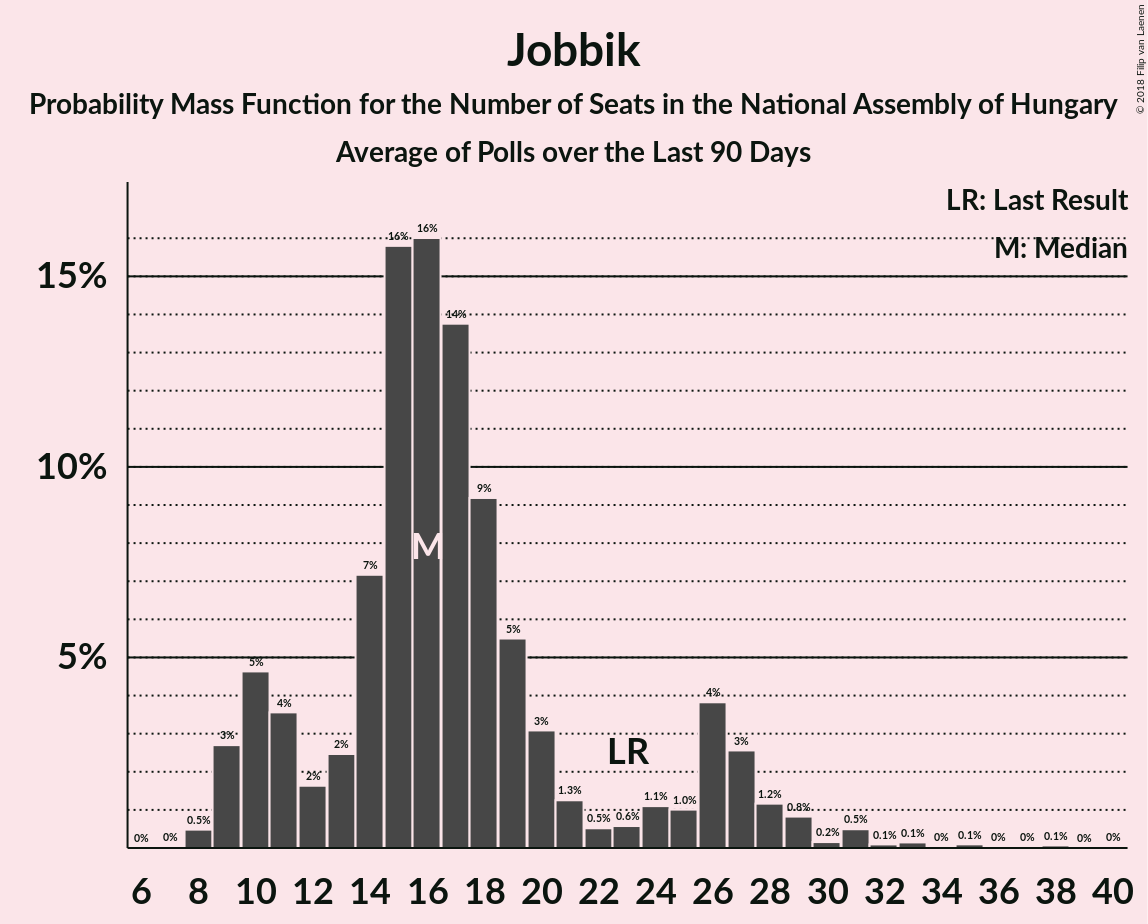 Jobbik
Probability Mass Function for the Number of Seats in the National Assembly of Hungary
Average of Polls over the Last 90 Days
© 2018 Filip van Laenen
LR: Last Result
M: Median
15%
10%
5%
0% 0% 0.5% 3% 5% 4% 2% 2% 7% 16% 16% 14% 9% 5% 3% 1.3% 0.5% 0.6% 1.1% 1.0% 4% 3% 1.2% 0.8% 0.2% 0.5% 0.1% 0.1% 0% 0.1% 0% 0% 0.1% 0% 0%
M
LR
6 8 10 12 14 16 18 20 22 24 26 28 30 32 34 36 38 40